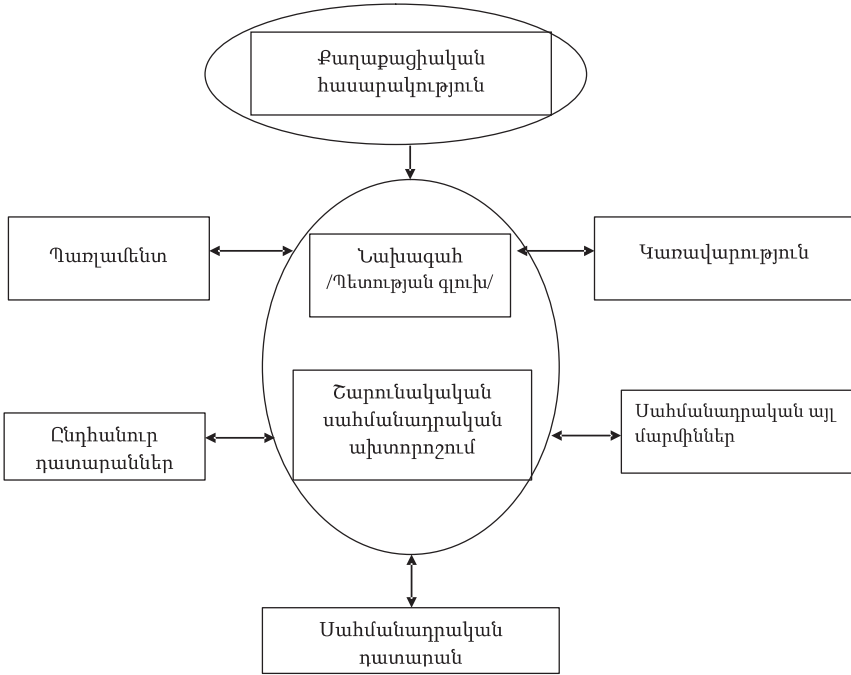 Քաղաքացիական
հասարակություն
Պառլամենտ
Նախագահ
/Պետության գլուխ/
Կառավարություն
Ընդհանուր
դատարաններ
Շարունակական
սահմանադրական
ախտորոշում
Սահմանադրական այլ
մարմիններ
Սահմանադրական
դատարան